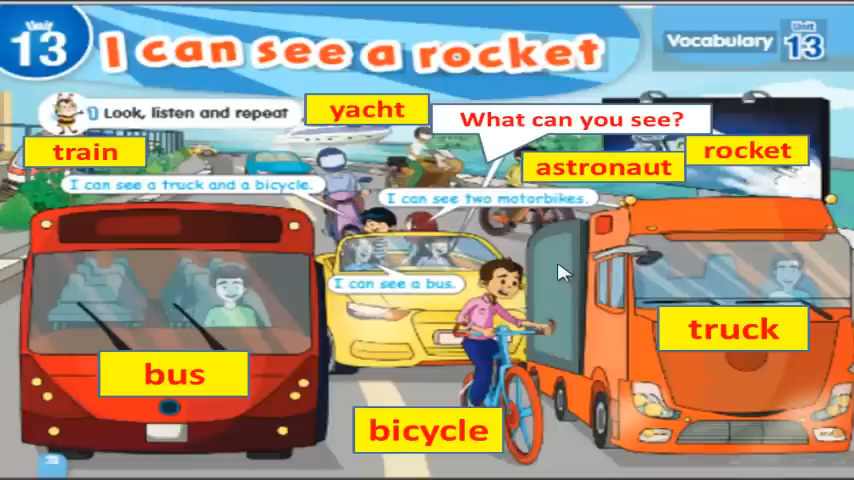 Unit
13
I can see a rocket
Vocabulary
Unit
13
1 Look, listen and repeat
yacht
What can you see?
train
astronaut
rocket
I can see a truck and a bicycle.
I can see two motorbikes.
I can see a bus.
truck
bus
bicycle